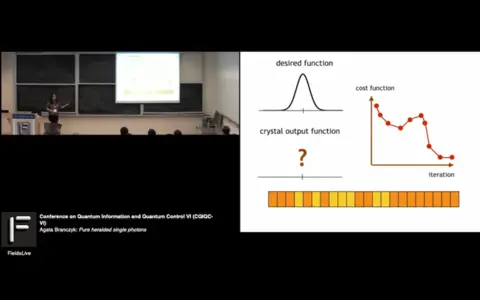 desired function
crystal output function
?
cost function
iteration
F
FieldsLive
Conference on Quantum Information and Quantum Control VI (CQIQC-
VI)
Agata Branczyk: Pure heralded single photons